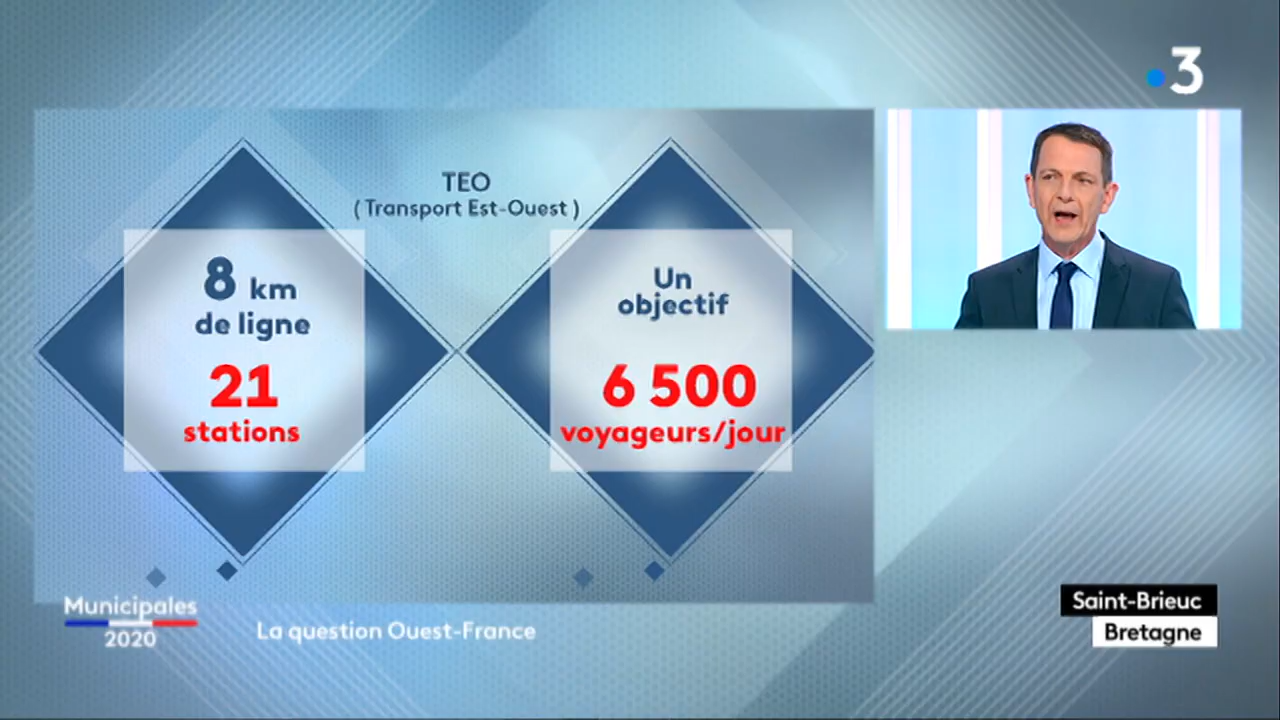 3
TEO
( Transport Est-Ouest )
8 km
de ligne
21
stations
Un
objectif
6 500
voyageurs/jour
Municipales
2020
La question Ouest-France
Saint-Brieuc
Bretagne